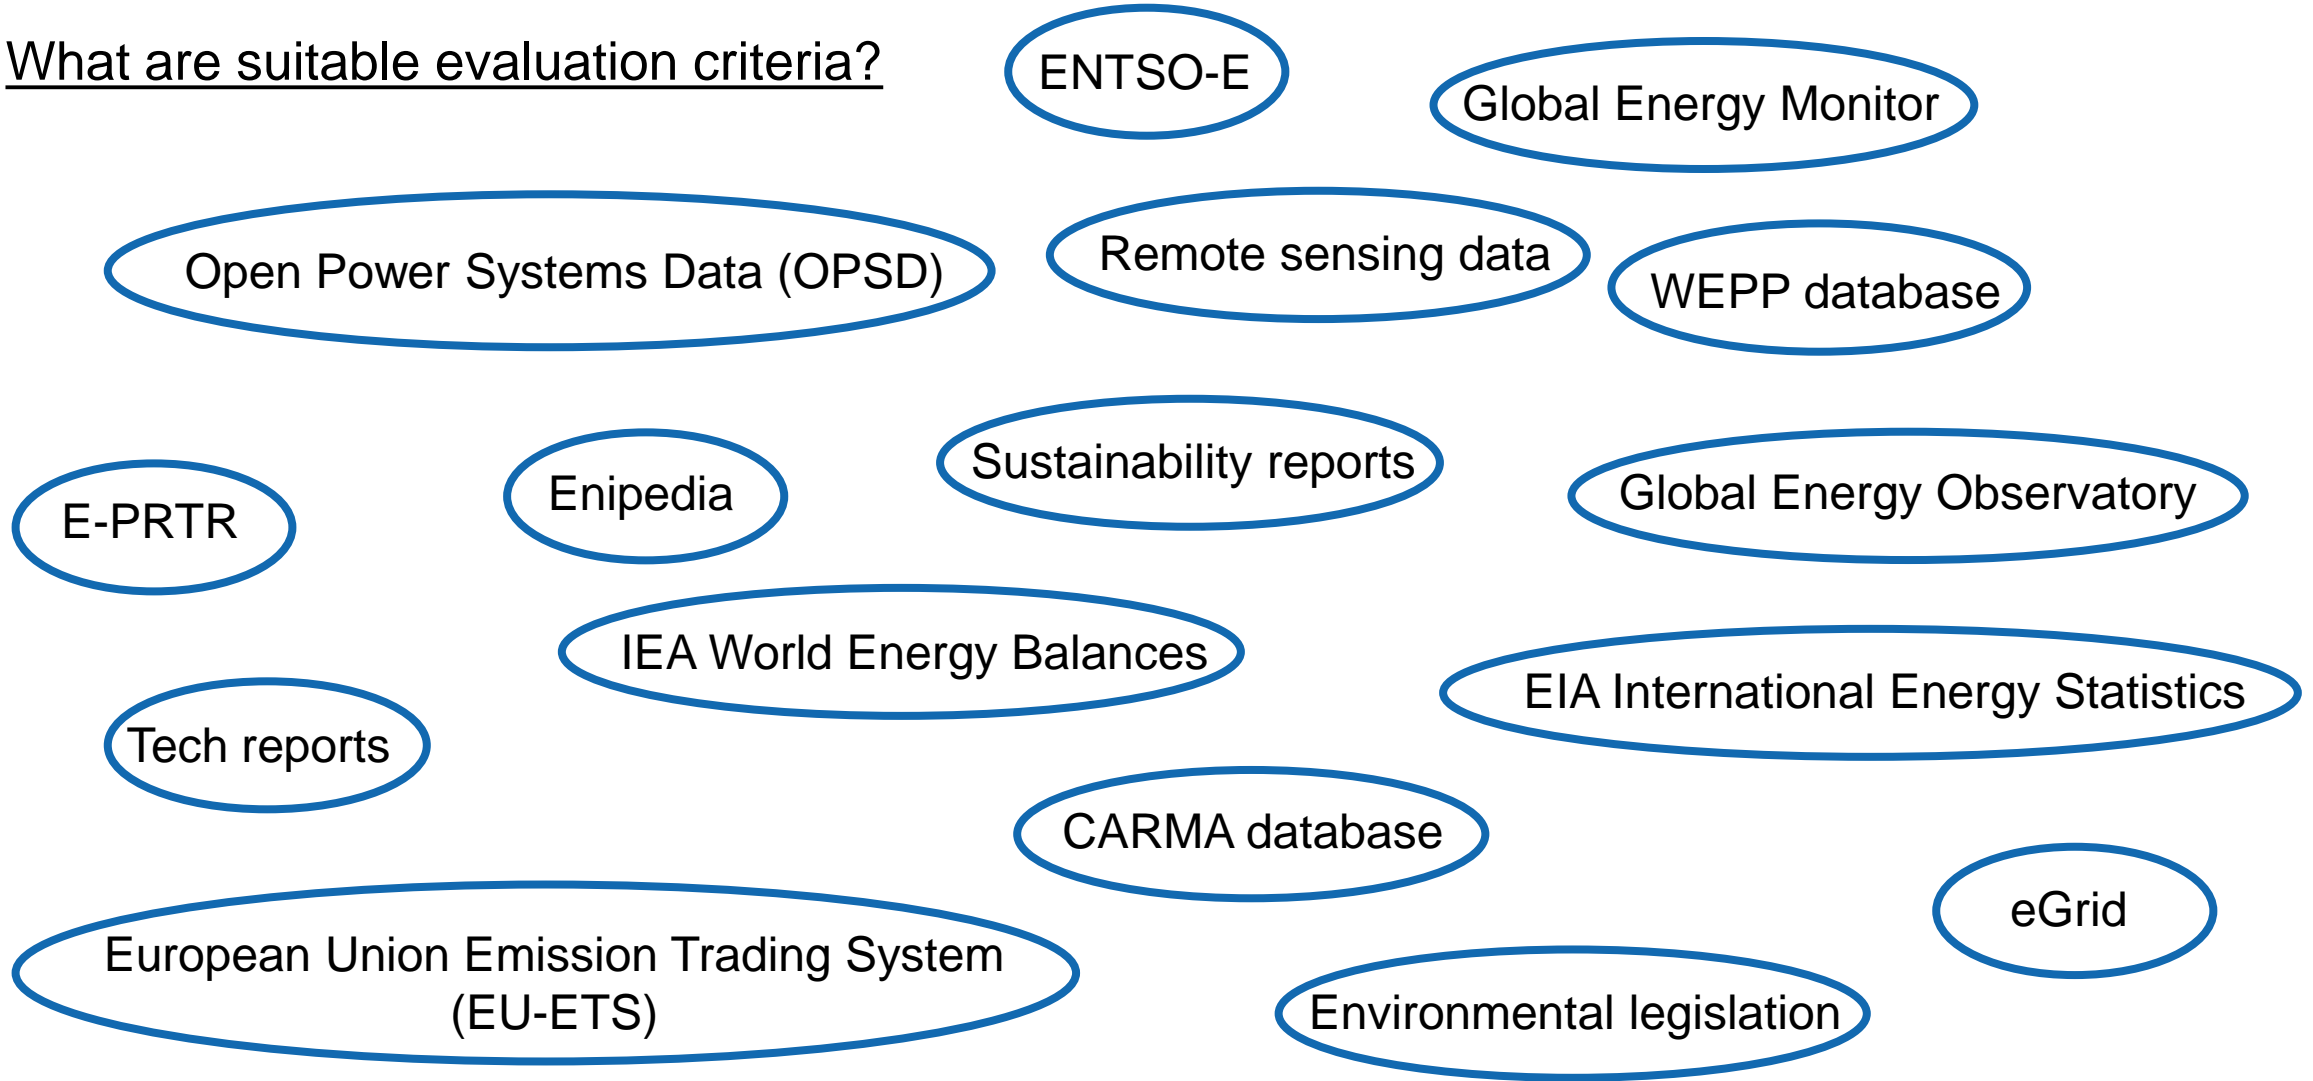 What are suitable evaluation criteria?
ENTSO-E
Global Energy Monitor
Open Power Systems Data (OPSD)
Remote sensing data
WEPP database
Sustainability reports
E-PRTR
Enipedia
Global Energy Observatory
IEA World Energy Balances
EIA International Energy Statistics
Tech reports
CARMA database
eGrid
European Union Emission Trading System
(EU-ETS)
Environmental legislation